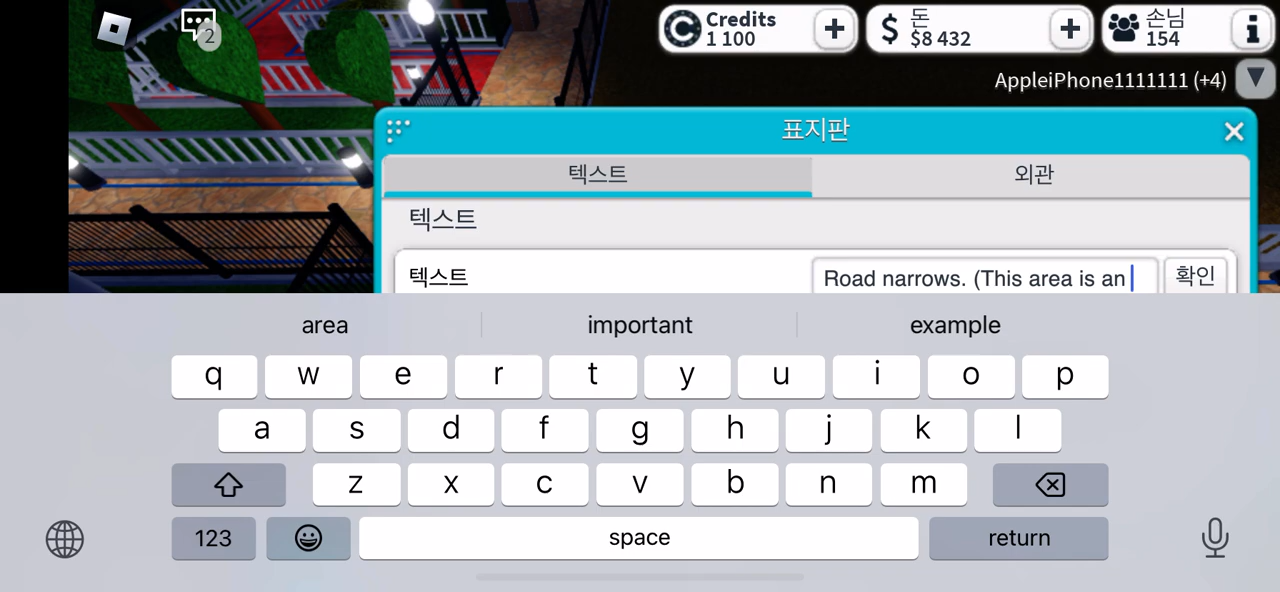 2
Credits
1 100
+
$
돈
$8 432
+
손님
154
i
AppleiPhone1111111 (+4)
표지판
텍스트
외관
텍스트
텍스트
Road narrows. (This area is an
확인
area
important
example
q w e r t y u i o p
a s d f g h j k l
z x c v b n m
123
space
return